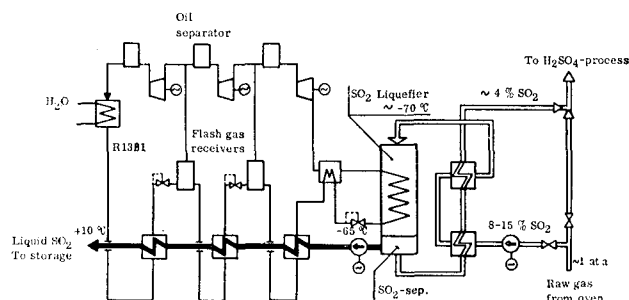 Oil
separator
To H2SO4-process
SO2 Liquefier
~ -70 °C
~ 4 % SO2
H2O
R13B1
Flash gas
receivers
+10 °C
-65 °C
8-15 % SO2
Liquid SO2
To storage
~1 ata
SO2-sep.
Raw gas
from oven